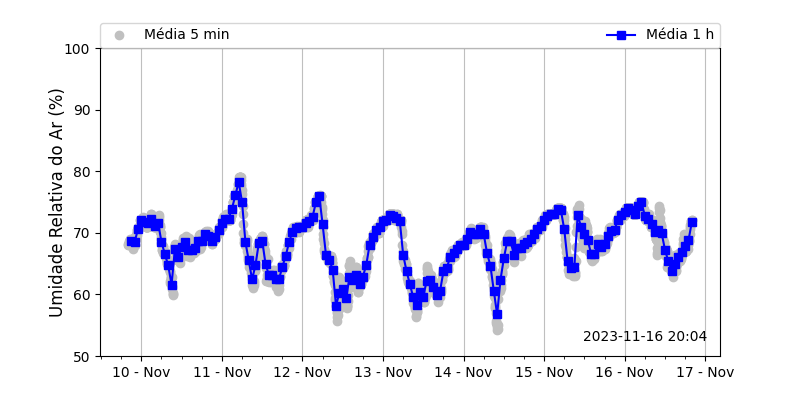 Média 5 min
Média 1 h
Umidade Relativa do Ar (%)
100
90
80
70
60
50
2023-11-16 20:04
10 - Nov
11 - Nov
12 - Nov
13 - Nov
14 - Nov
15 - Nov
16 - Nov
17 - Nov